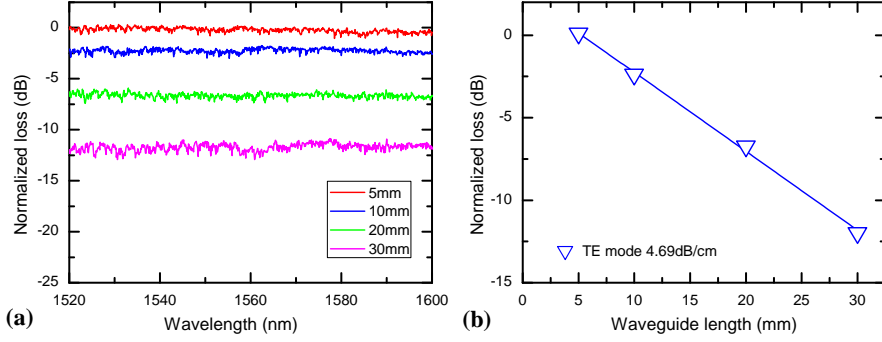 Normalized loss (dB)
0
-5
-10
-15
-20
-25
5mm
10mm
20mm
30mm
1520
1540
1560
1580
1600
Wavelength (nm)
(a)
Normalized loss (dB)
0
-5
-10
-15
TE mode 4.69dB/cm
0
5
10
15
20
25
30
Waveguide length (mm)
(b)